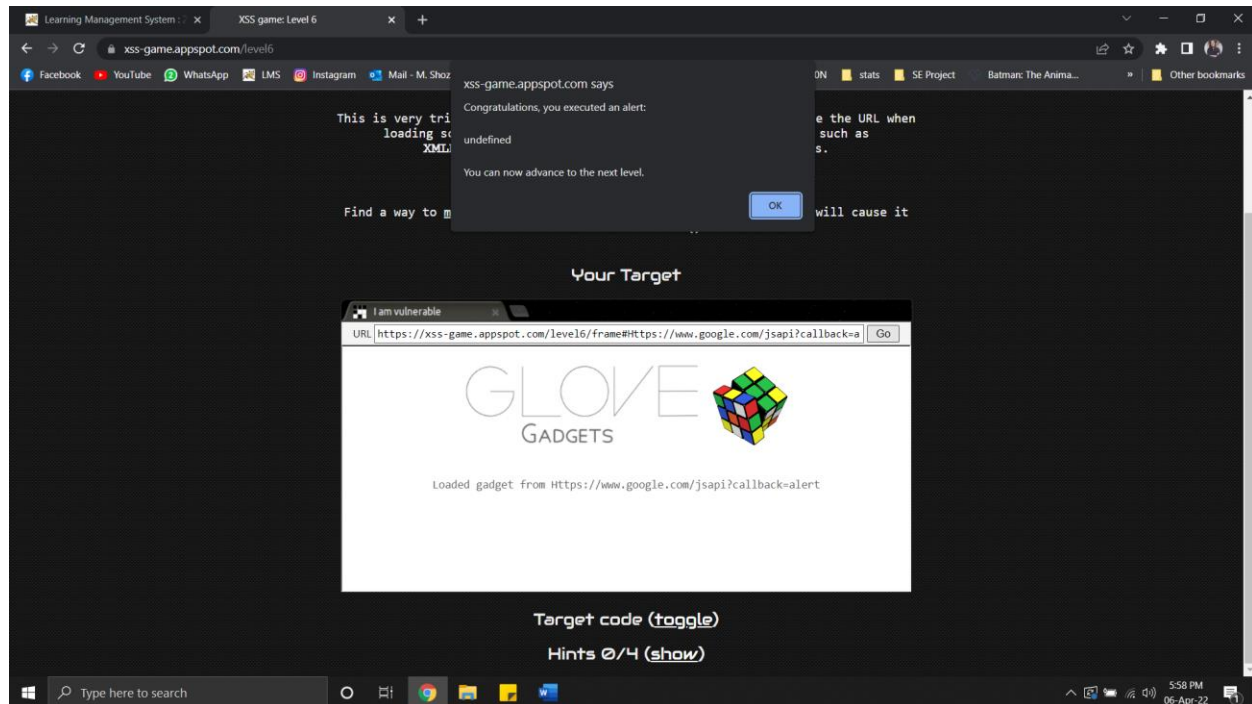 Learning Management System : 
XSS game: Level 6
xss-game.appspot.com/level6
Facebook YouTube WhatsApp LMS Instagram Mail - M. Shoz ON stats SE Project Batman: The Anima... » Other bookmarks
xss-game.appspot.com says
Congratulations, you executed an alert:
undefined
You can now advance to the next level.
OK
This is very tri e the URL when
loading so such as
XML s.
Find a way to m will cause it
Your Target
I am vulnerable
URL https://xss-game.appspot.com/level6/frame#Https://www.google.com/jsapi?callback=a Go
GLOVE
GADGETS
Loaded gadget from Https://www.google.com/jsapi?callback=alert
Target code (toggle)
Hints 0/4 (show)
Type here to search
5:58 PM
06-Apr-22